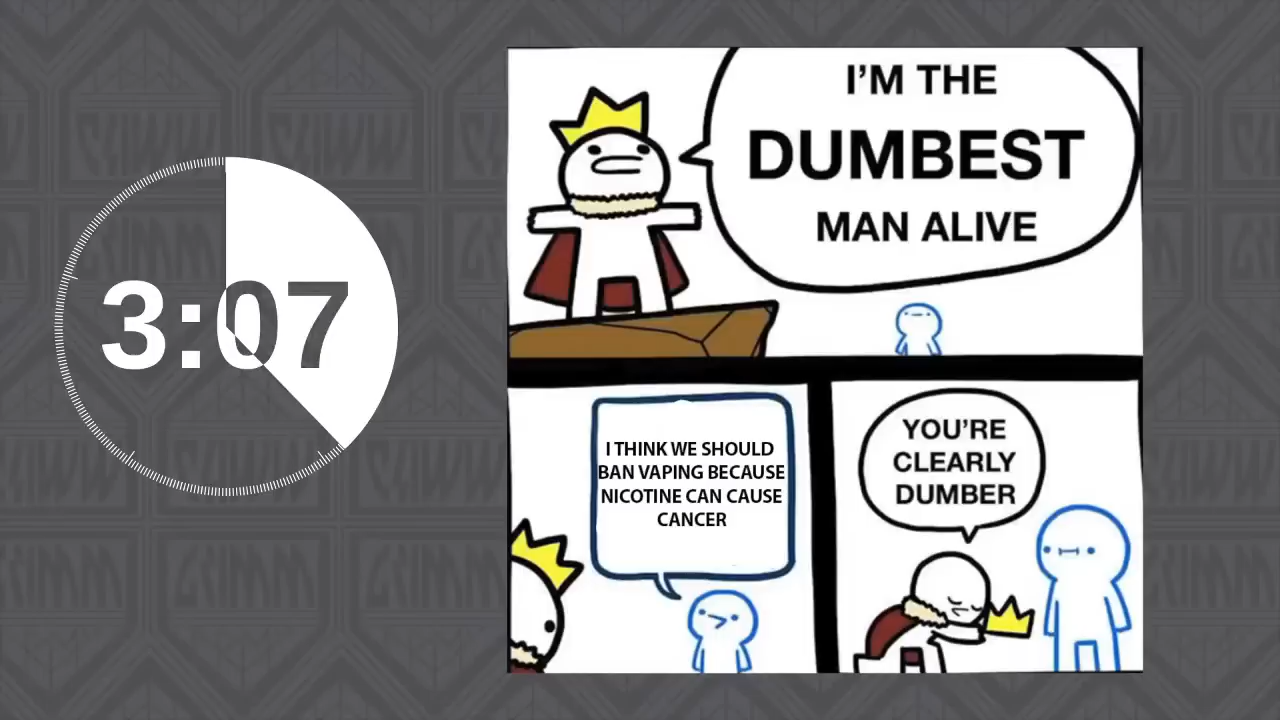 3:07
I'M THE
DUMBEST
MAN ALIVE
I THINK WE SHOULD
BAN VAPING BECAUSE
NICOTINE CAN CAUSE
CANCER
YOU'RE
CLEARLY
DUMBER